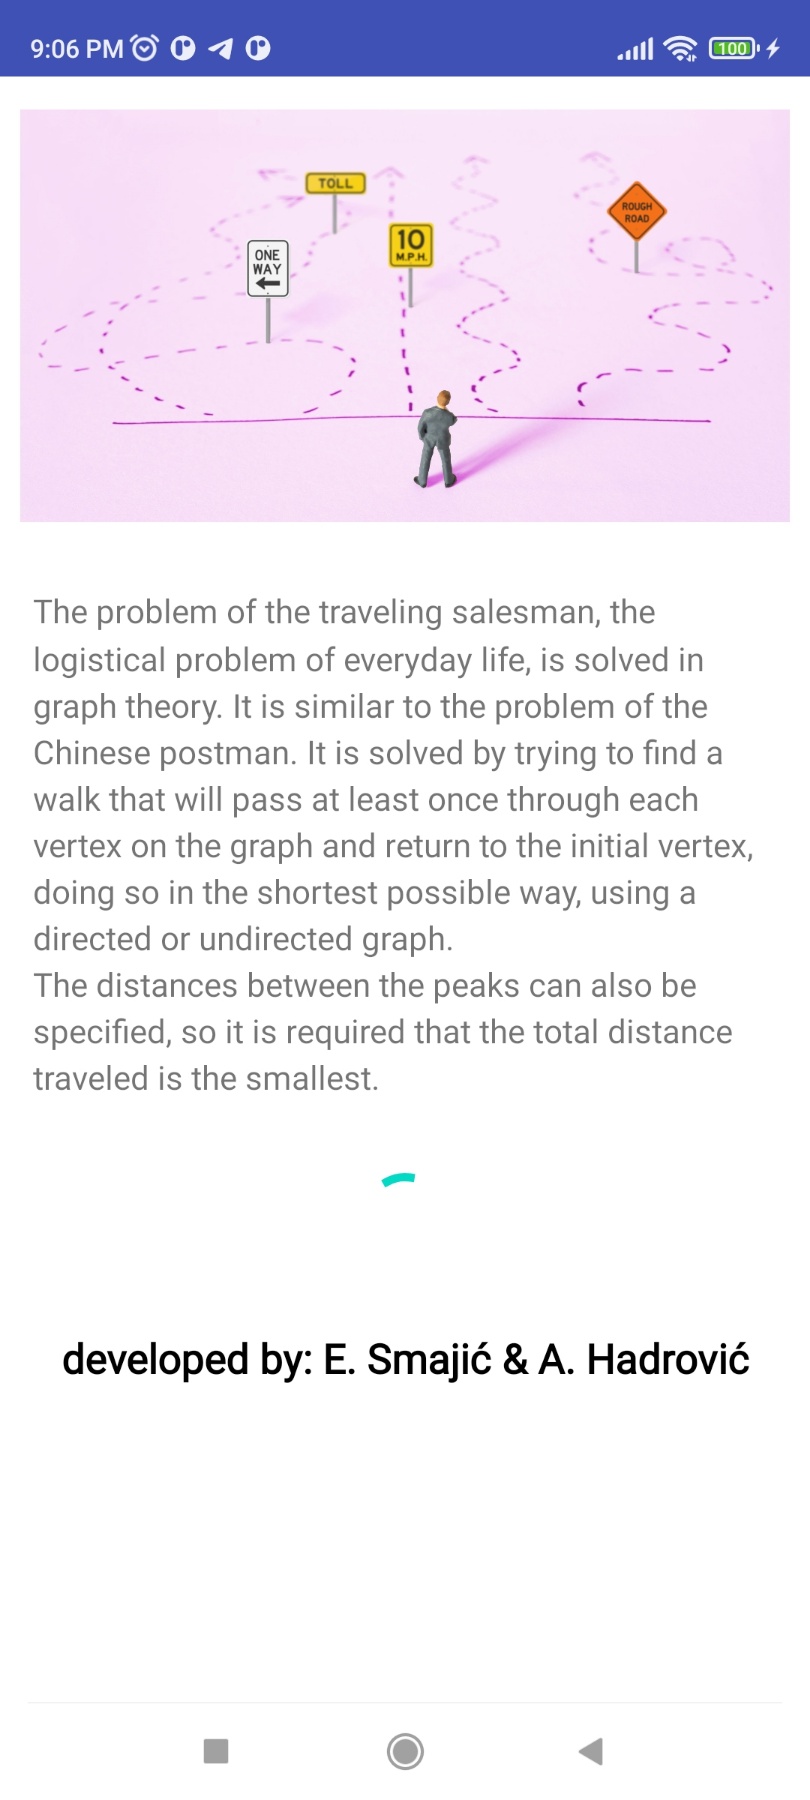 9:06 PM
100
TOLL
10
M.P.H.
ROUGH
ROAD
ONE
WAY
The problem of the traveling salesman, the
logistical problem of everyday life, is solved in
graph theory. It is similar to the problem of the
Chinese postman. It is solved by trying to find a
walk that will pass at least once through each
vertex on the graph and return to the initial vertex,
doing so in the shortest possible way, using a
directed or undirected graph.
The distances between the peaks can also be
specified, so it is required that the total distance
traveled is the smallest.
developed by: E. Smajić & A. Hadrović